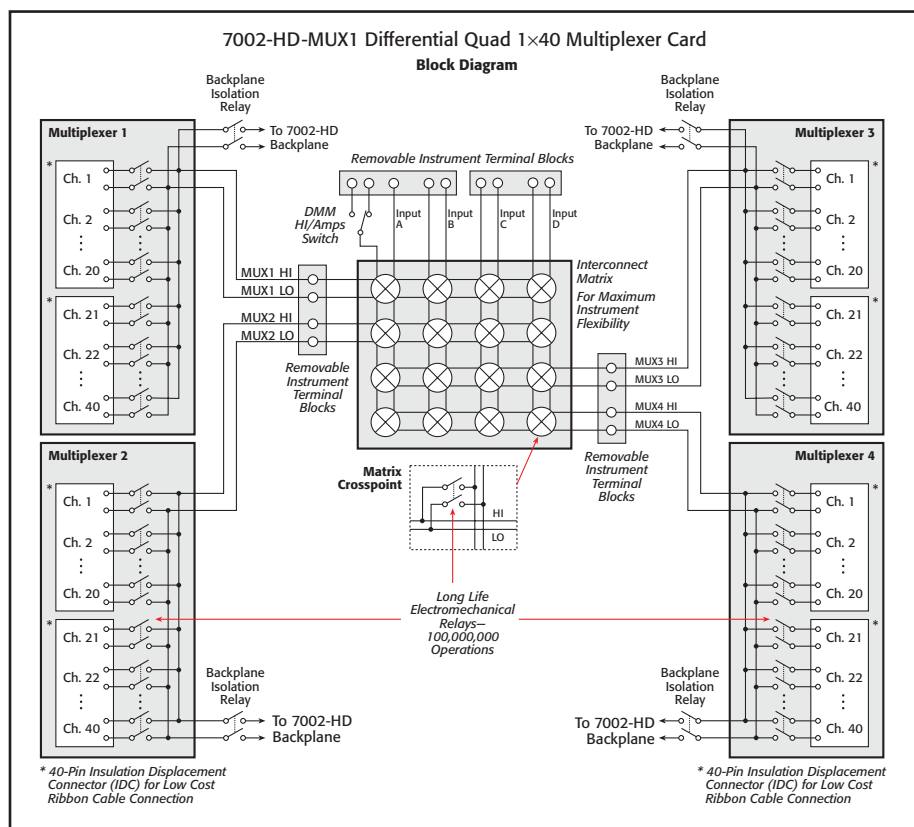 7002-HD-MUX1 Differential Quad 1×40 Multiplexer Card
Block Diagram
Backplane
Isolation
Relay
To 7002-HD
Backplane
Multiplexer 1
*
Ch. 1
Ch. 2
Ch. 20
*
Ch. 21
Ch. 22
Ch. 40
Removable Instrument Terminal Blocks
DMM
HI/Amps
Switch
Input
A
Input
B
Input
C
Input
D
Backplane
Isolation
Relay
To 7002-HD
Backplane
Multiplexer 3
Ch. 1
*
Ch. 2
Ch. 20
Ch. 21
*
Ch. 22
Ch. 40
MUX1 HI
MUX1 LO
MUX2 HI
MUX2 LO
Removable
Instrument
Terminal
Blocks
Interconnect
Matrix
For Maximum
Instrument
Flexibility
MUX3 HI
MUX3 LO
MUX4 HI
MUX4 LO
Removable
Instrument
Terminal
Blocks
Matrix
Crosspoint
HI
LO
Long Life
Electromechanical
Relays—
100,000,000
Operations
Multiplexer 2
*
Ch. 1
Ch. 2
Ch. 20
*
Ch. 21
Ch. 22
Ch. 40
Backplane
Isolation
Relay
To 7002-HD
Backplane
* 40-Pin Insulation Displacement
Connector (IDC) for Low Cost
Ribbon Cable Connection
Multiplexer 4
Ch. 1
*
Ch. 2
Ch. 20
Ch. 21
*
Ch. 22
Ch. 40
Backplane
Isolation
Relay
To 7002-HD
Backplane
* 40-Pin Insulation Displacement
Connector (IDC) for Low Cost
Ribbon Cable Connection